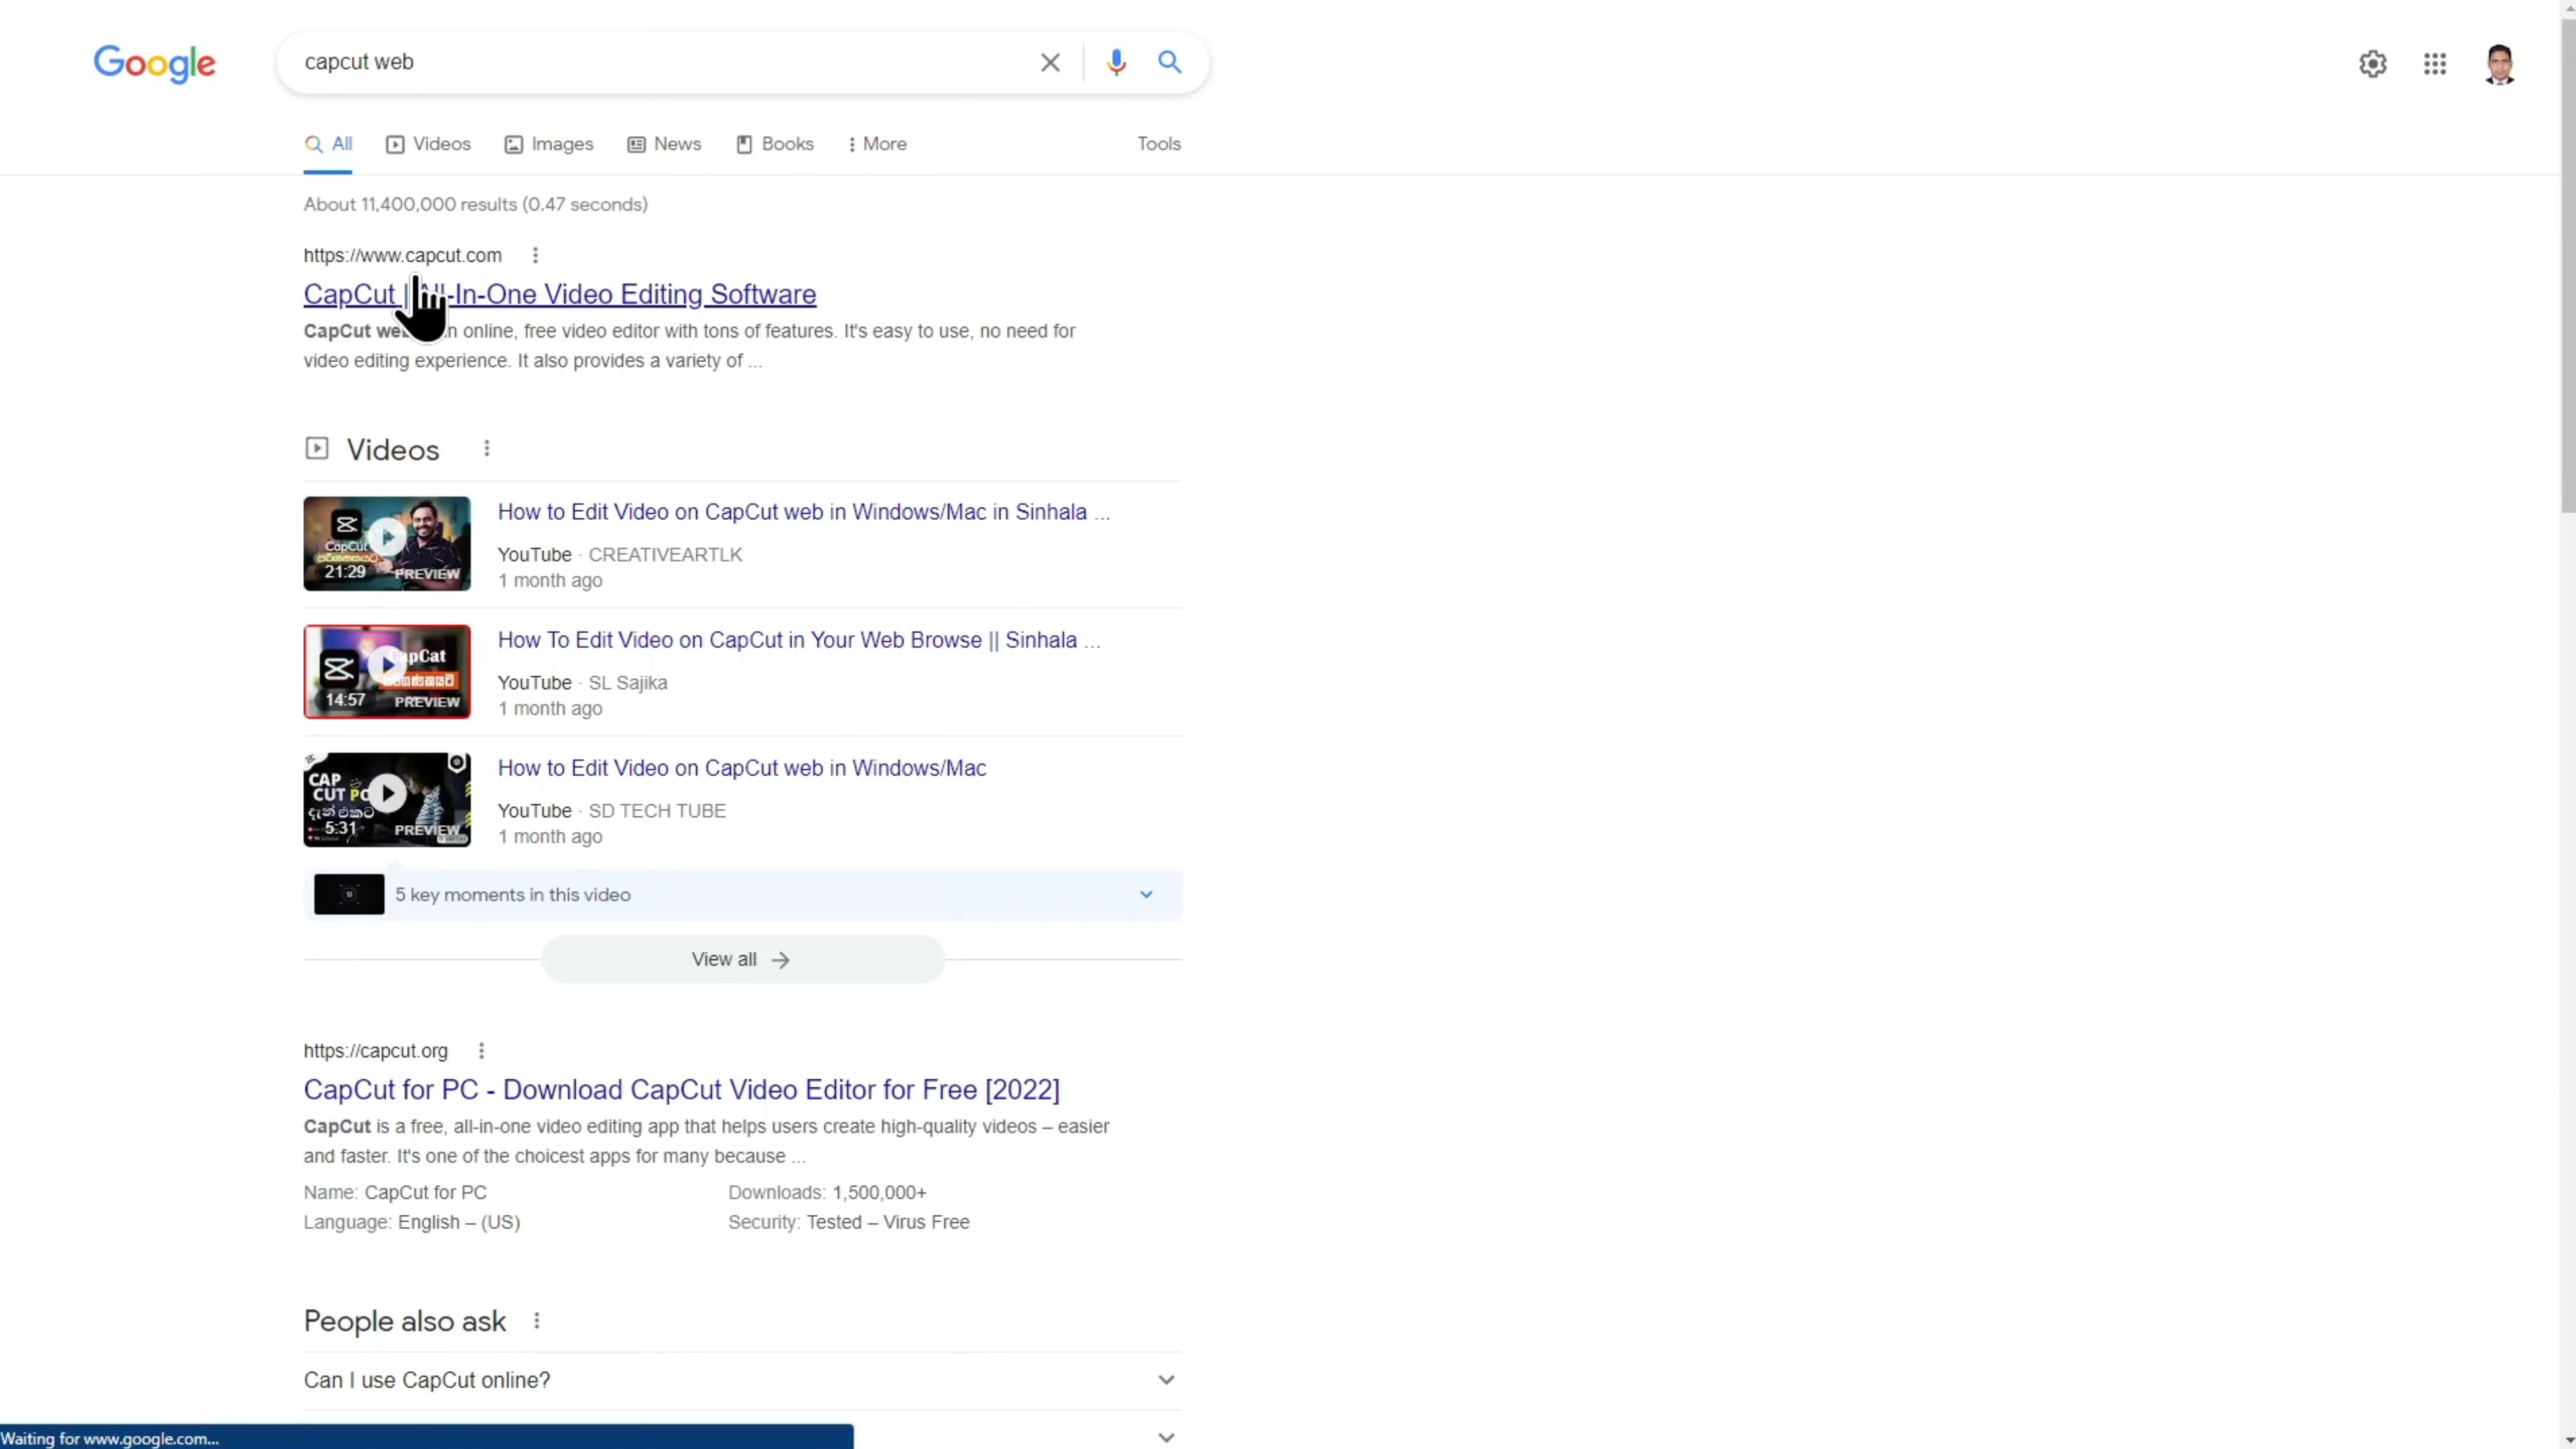 Google
capcut web
All
Videos
Images
News
Books
More
Tools
About 11,400,000 results (0.47 seconds)
https://www.capcut.com
CapCut | All-In-One Video Editing Software
CapCut online, free video editor with tons of features. It's easy to use, no need for
video editing experience. It also provides a variety of ...
Videos
21:29
PREVIEW
How to Edit Video on CapCut web in Windows/Mac in Sinhala ...
YouTube · CREATIVEARTLK
1 month ago
14:57
PREVIEW
How To Edit Video on CapCut in Your Web Browse || Sinhala ...
YouTube · SL Sajika
1 month ago
CAP
CUT
දැන් එකට
5:31
PREVIEW
How to Edit Video on CapCut web in Windows/Mac
YouTube · SD TECH TUBE
1 month ago
5 key moments in this video
View all
https://capcut.org
CapCut for PC - Download CapCut Video Editor for Free [2022]
CapCut is a free, all-in-one video editing app that helps users create high-quality videos – easier
and faster. It's one of the choicest apps for many because ...
Name: CapCut for PC
Downloads: 1,500,000+
Language: English – (US)
Security: Tested – Virus Free
People also ask
Can I use CapCut online?
Waiting for www.google.com...